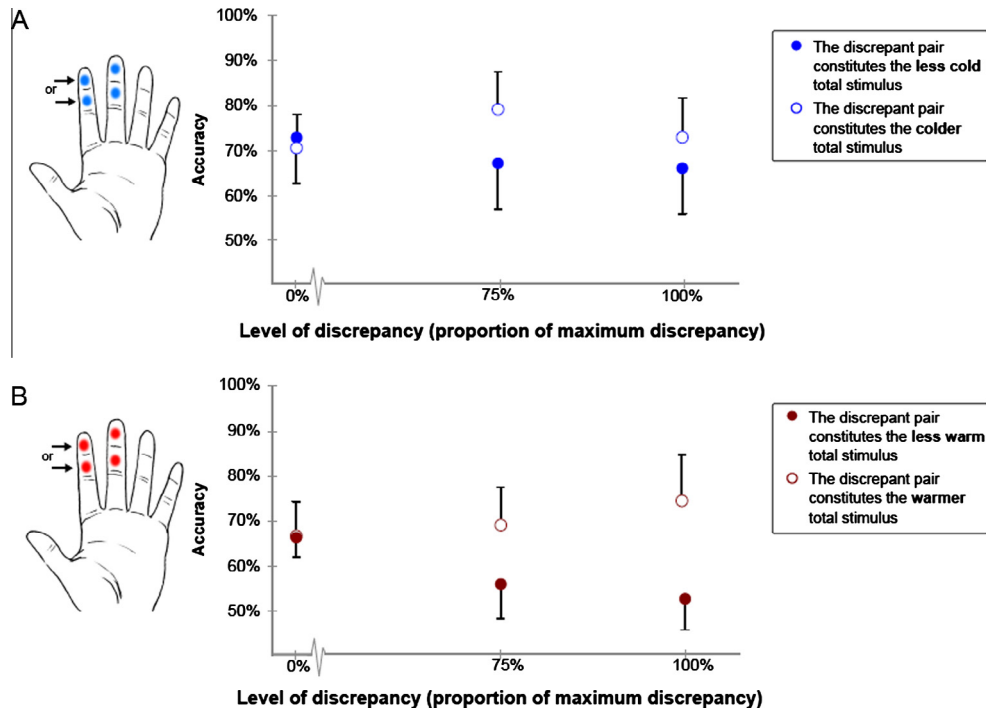 A
or
100%
90%
80%
70%
60%
50%
Accuracy
0%
75%
100%
Level of discrepancy (proportion of maximum discrepancy)
The discrepant pair
constitutes the less cold
total stimulus
The discrepant pair
constitutes the colder
total stimulus
B
or
100%
90%
80%
70%
60%
50%
Accuracy
0%
75%
100%
Level of discrepancy (proportion of maximum discrepancy)
The discrepant pair
constitutes the less warm
total stimulus
The discrepant pair
constitutes the warmer
total stimulus